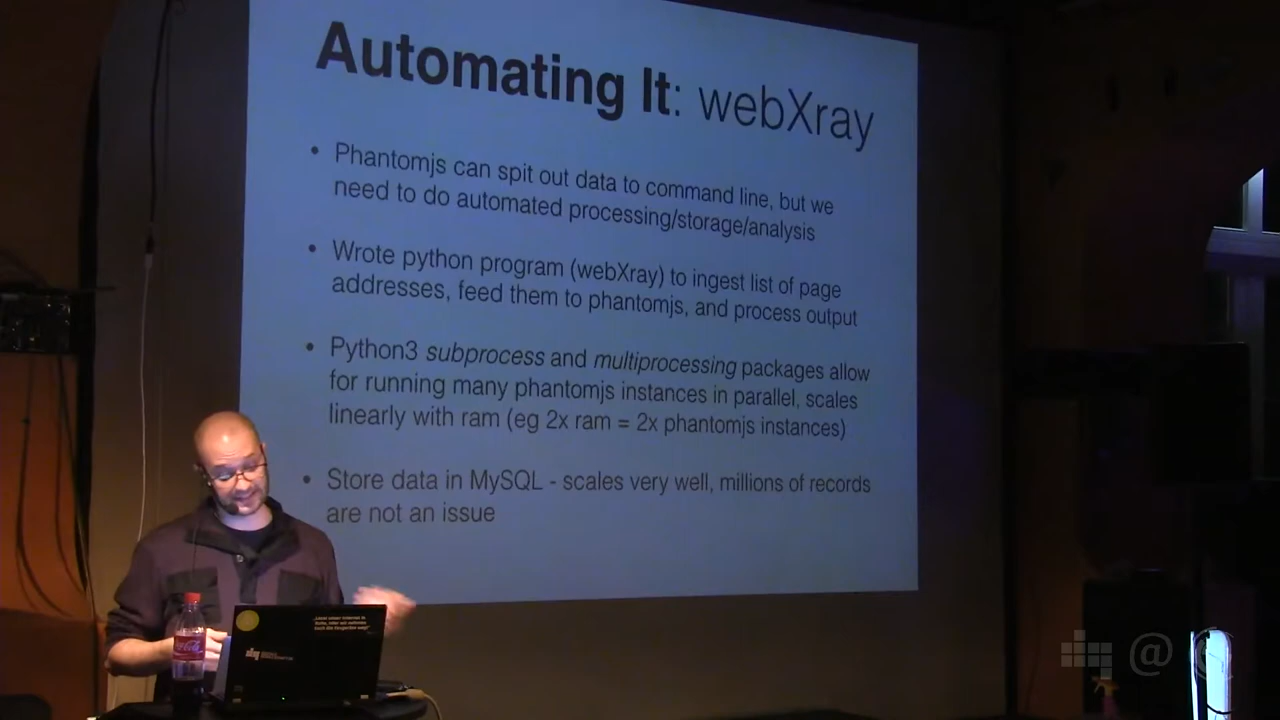 Automating It: webXray
• Phantomjs can spit out data to command line, but we
need to do automated processing/storage/analysis
• Wrote python program (webXray) to ingest list of page
addresses, feed them to phantomjs, and process output
• Python3 subprocess and multiprocessing packages allow
for running many phantomjs instances in parallel, scales
linearly with ram (eg 2x ram = 2x phantomjs instances)
• Store data in MySQL - scales very well, millions of records
are not an issue
Coca-Cola
@